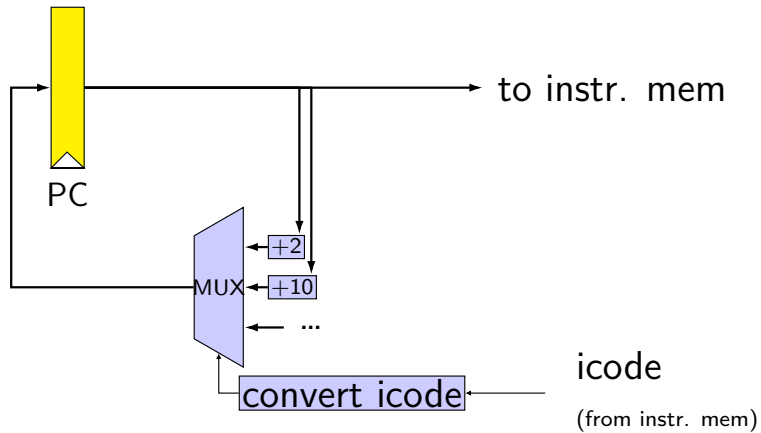 to instr. mem
PC
+2
MUX
+10
...
icode
convert icode
(from instr. mem)